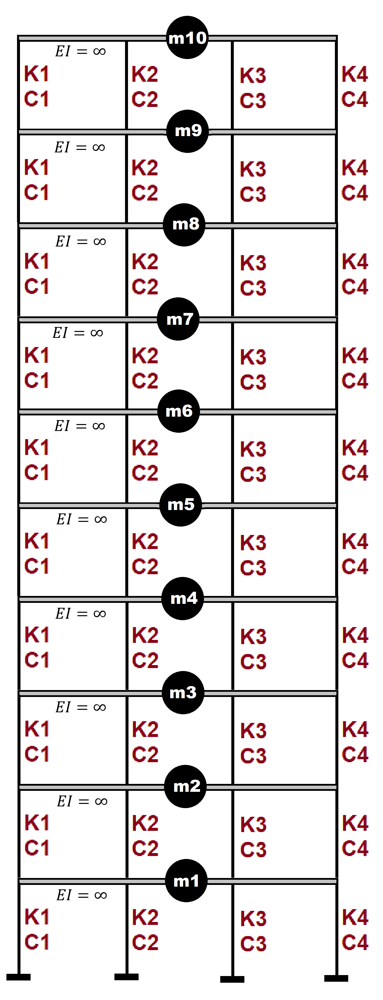 m10
EI = ∞
K1 K2 K3 K4
C1 C2 C3 C4
m9
EI = ∞
K1 K2 K3 K4
C1 C2 C3 C4
m8
EI = ∞
K1 K2 K3 K4
C1 C2 C3 C4
m7
EI = ∞
K1 K2 K3 K4
C1 C2 C3 C4
m6
EI = ∞
K1 K2 K3 K4
C1 C2 C3 C4
m5
EI = ∞
K1 K2 K3 K4
C1 C2 C3 C4
m4
EI = ∞
K1 K2 K3 K4
C1 C2 C3 C4
m3
EI = ∞
K1 K2 K3 K4
C1 C2 C3 C4
m2
EI = ∞
K1 K2 K3 K4
C1 C2 C3 C4
m1
EI = ∞
K1 K2 K3 K4
C1 C2 C3 C4